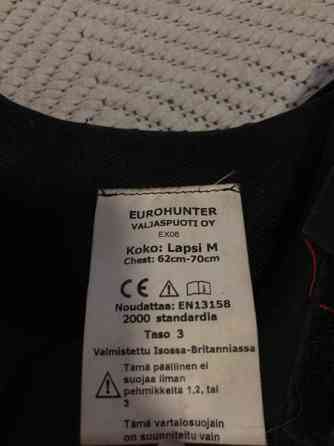 EUROHUNTER
VALJASPUOTI OY
EX08
Koko: Lapsi M
Chest: 62cm-70cm
CE
Noudattaa: EN13158
2000 standardia
Taso 3
Valmistettu Isossa-Britanniassa
Tämä päällinen ei
suojaa ilman
pehmikkeitä 1,2, tai
3
Tämä vartalosuojain
on suunniteltu vain